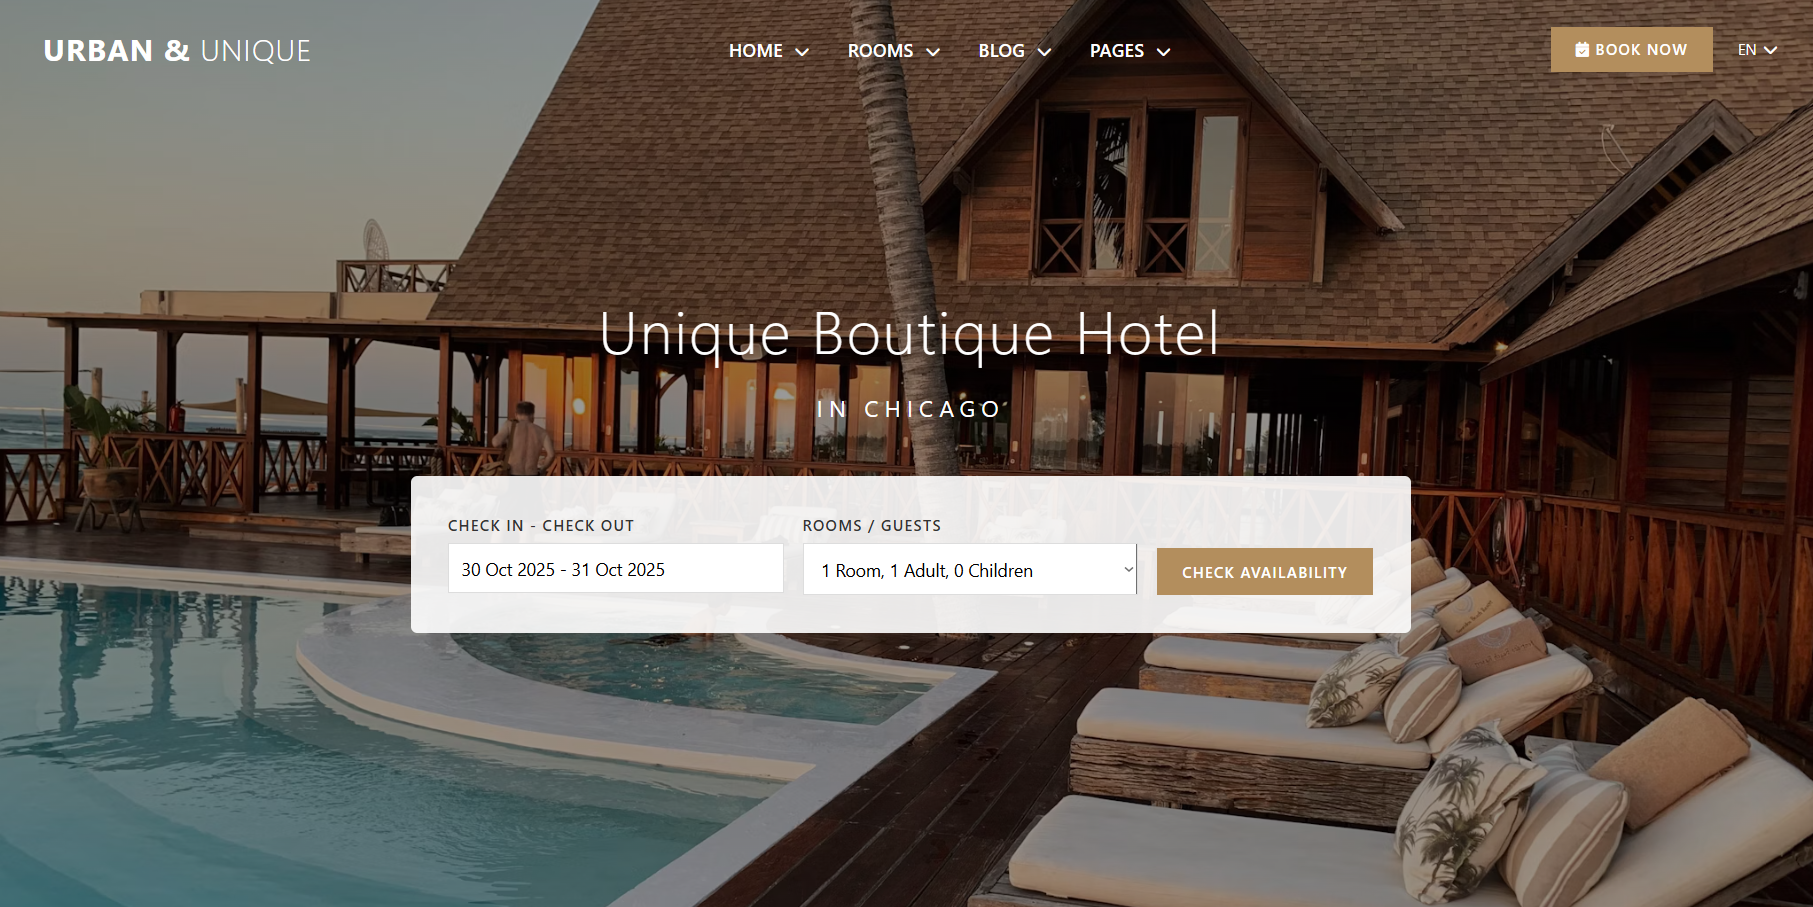 URBAN & UNIQUE
HOME
ROOMS
BLOG
PAGES
BOOK NOW
EN
Unique Boutique Hotel
IN CHICAGO
CHECK IN - CHECK OUT
30 Oct 2025 - 31 Oct 2025
ROOMS / GUESTS
1 Room, 1 Adult, 0 Children
CHECK AVAILABILITY